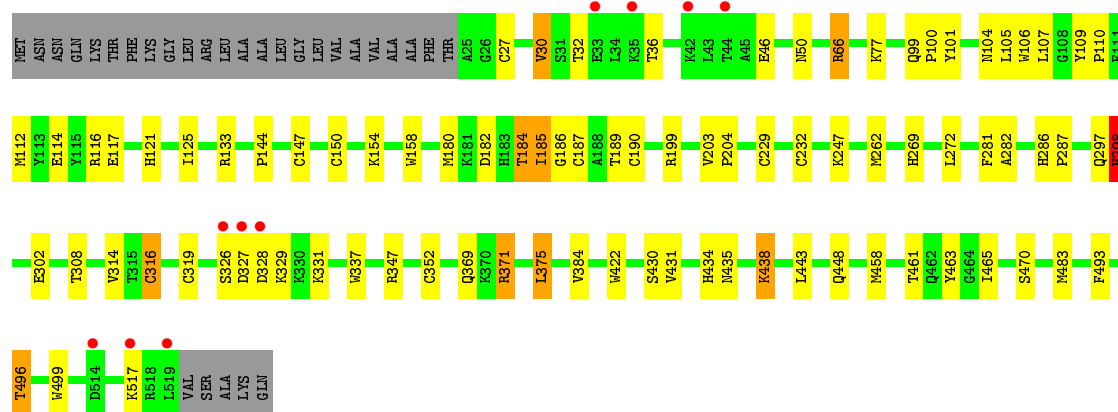 MET ASN ASN GLN LYS THR PHE LYS GLY LEU ARG LEU ALA ALA LEU GLY LEU VAL ALA VAL ALA ALA PHE THR A25 G26 C27 V30 S31 T32 E33 L34 K35 T36 K42 L43 T44 A45 E46 N50 R66 K77 Q99 P100 Y101 N104 L105 W106 L107 G108 Y109 P110
M112 Y113 E114 Y115 R116 E117 H121 I125 R133 P144 C147 C150 K154 W158 M180 K181 D182 H183 T184 I185 G186 C187 A188 T189 C190 R199 V203 P204 C229 C232 K247 M262 H269 L272 F281 A282 H286 P287 Q297
E302 T308 V314 T315 C316 C319 S326 D327 D328 K329 K330 K331 W337 R347 C352 Q369 K370 R371 L375 V384 W422 S430 V431 H434 N435 K438 L443 Q448 M458 T461 Q462 Y463 G464 I465 S470 M483 F493
T496 W499 D514 K517 R518 L519 VAL SER ALA LYS GLN